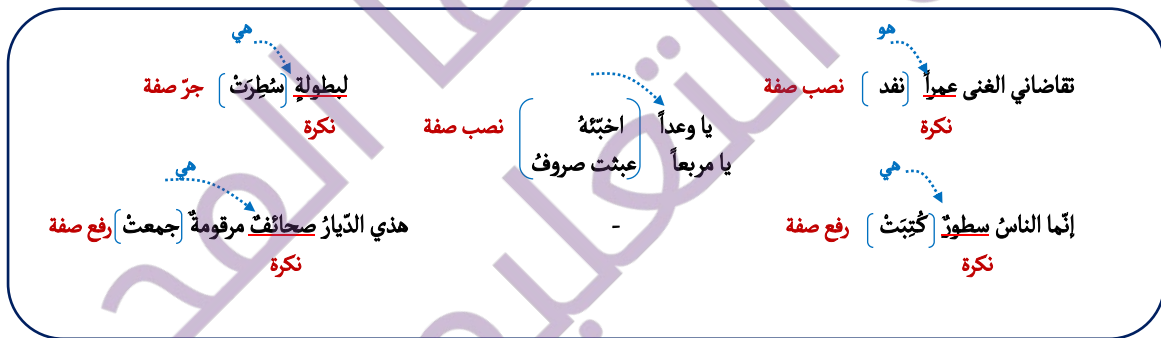 هو
تقاضاني الغنى عمراً (نفد) نصب صفة
نكرة
هي
إنّما الناسُ سطورٌ (كُتِبَتْ) رفع صفة
نكرة
يا وعداً (اخبّئهُ) نصب صفة
يا مربعاً (عبثت صروفُ)
-
هي
لبطولةٍ (سُطِرَتْ) جرّ صفة
نكرة
هي
هذي الدّيارُ صحائفٌ مرقومةٌ (جمعتْ) رفع صفة
نكرة